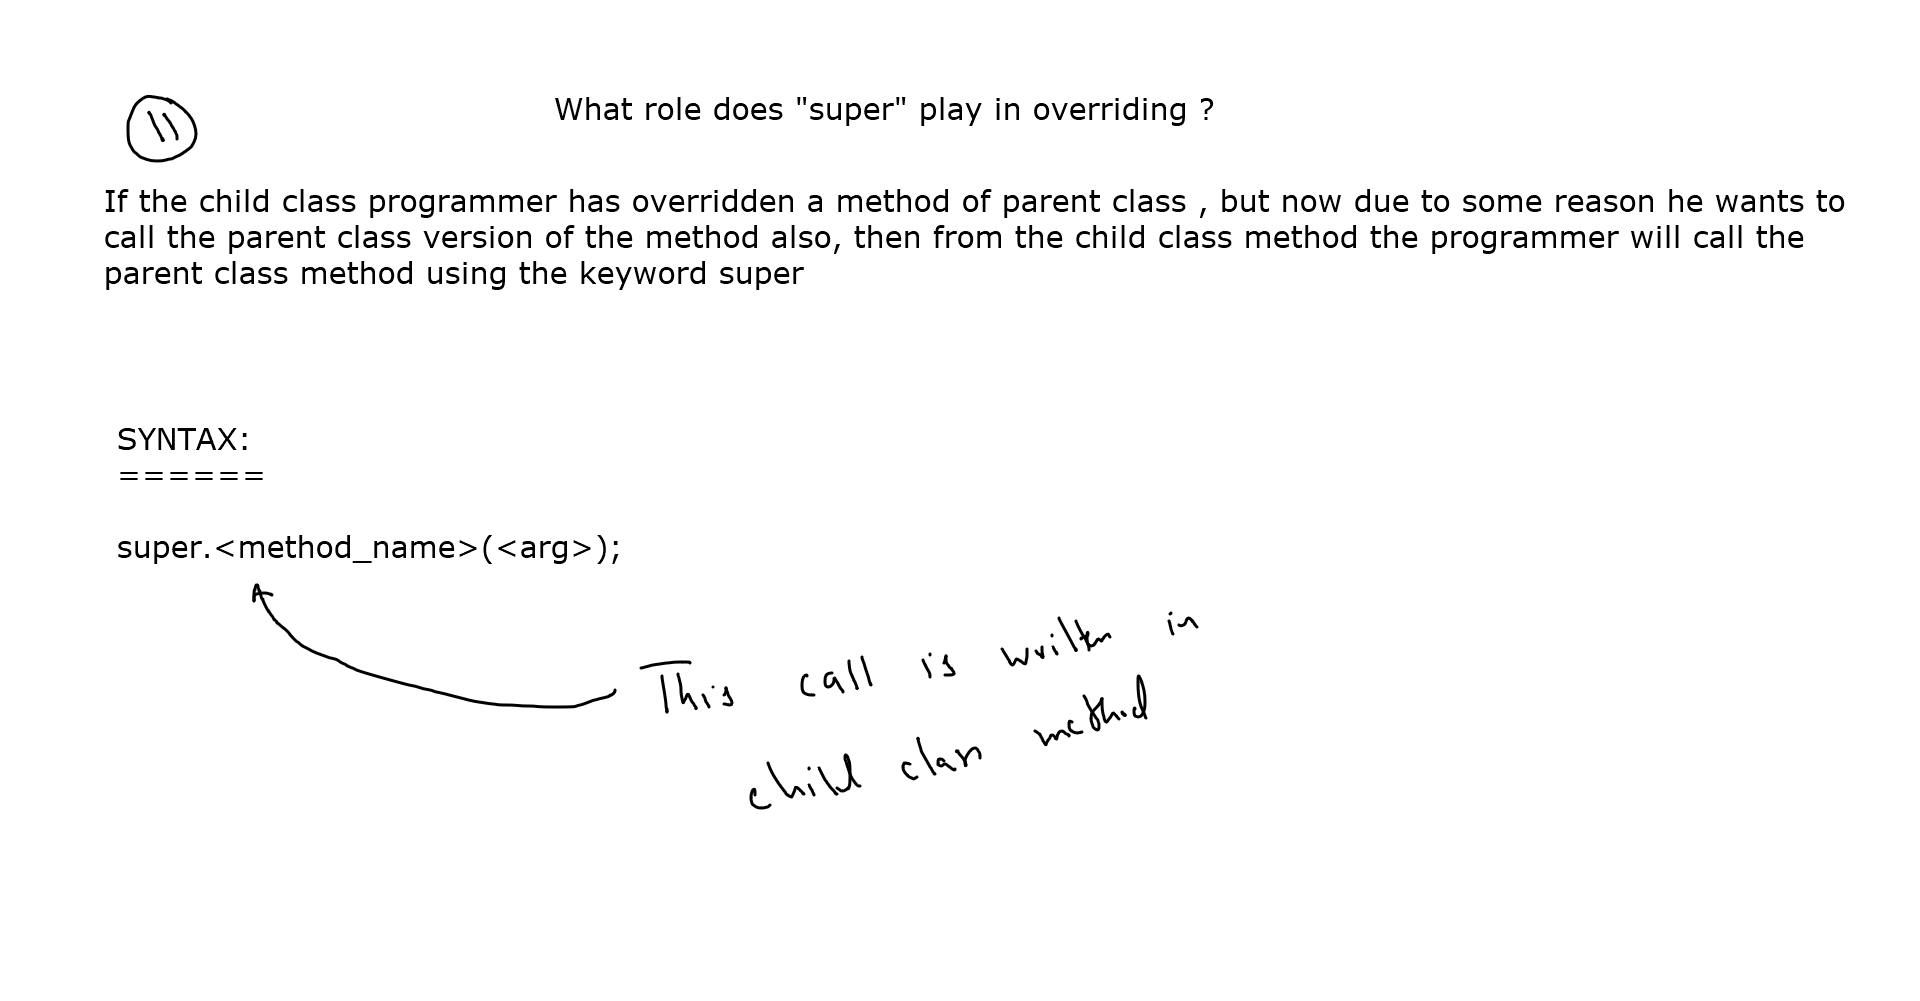 11
What role does "super" play in overriding ?
If the child class programmer has overridden a method of parent class , but now due to some reason he wants to
call the parent class version of the method also, then from the child class method the programmer will call the
parent class method using the keyword super
SYNTAX:
======
super.<method_name>(<arg>);
This call is written in
child class method